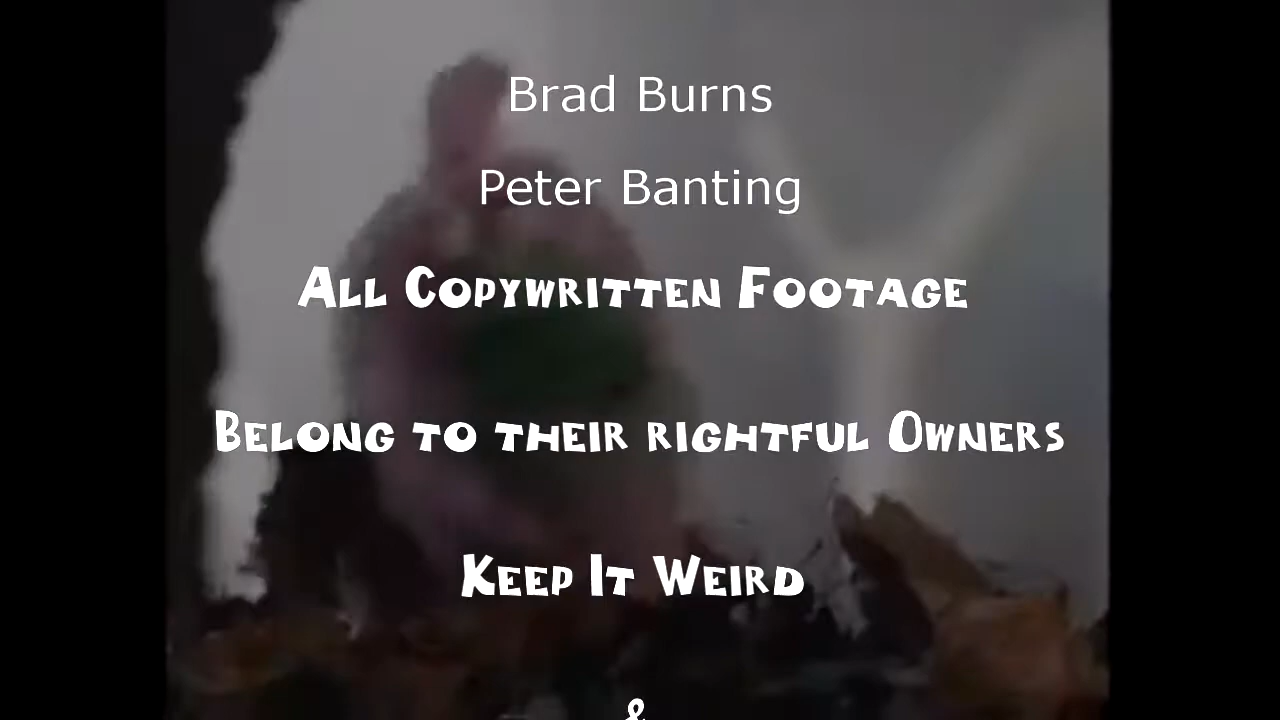 Brad Burns
Peter Banting
All Copywritten Footage
Belong to their rightful Owners
Keep It Weird
&